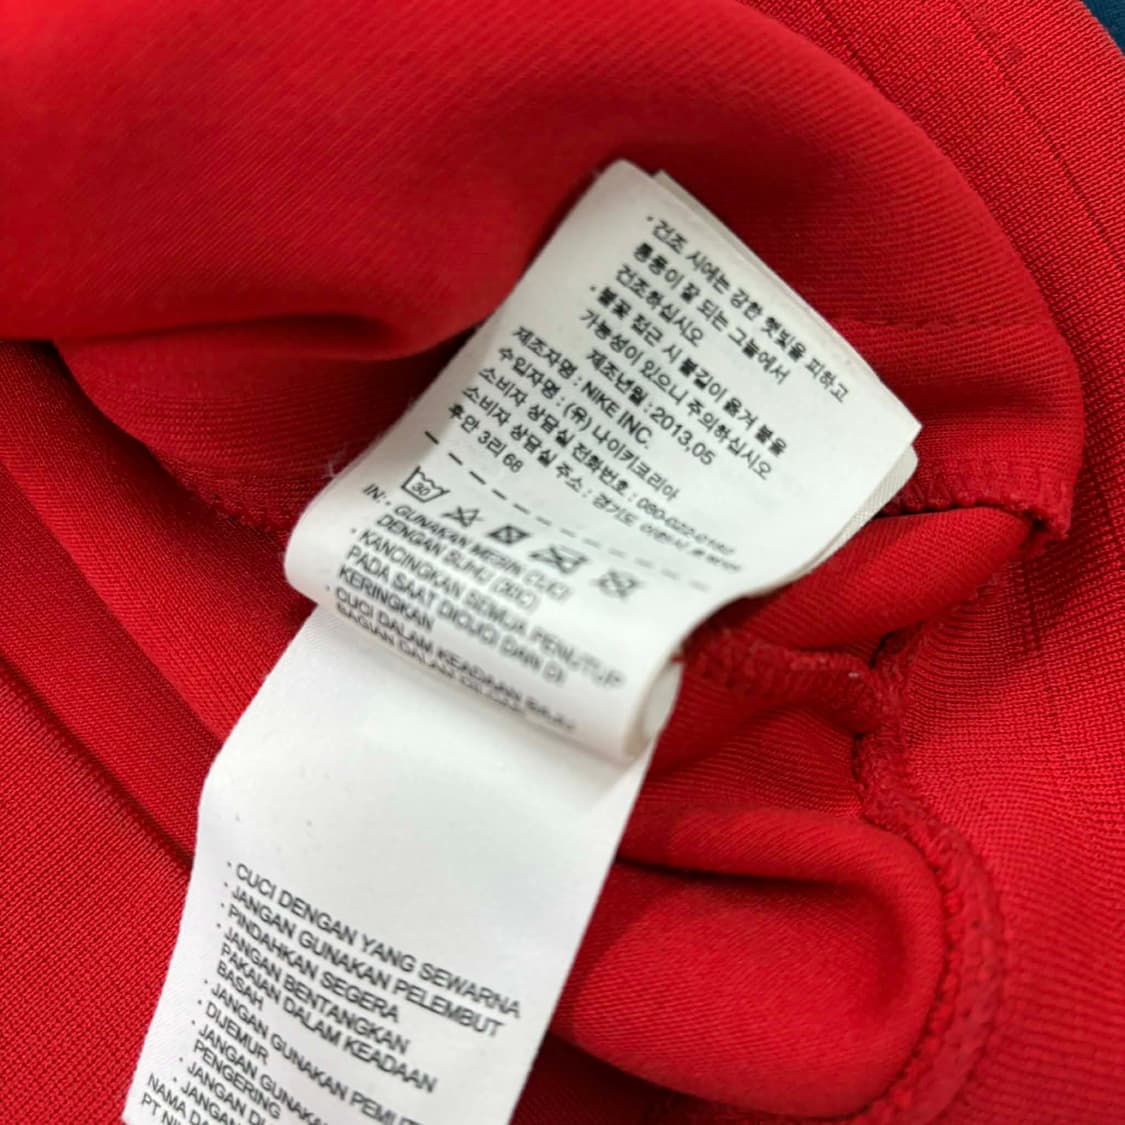 · 건조 시에는 강한 햇빛을 피하고
통풍이 잘 되는 그늘에서
건조하십시오
· 불꽃 접근 시 불길이 옮겨 붙을
가능성이 있으니 주의하십시오
제조년월 : 2013.05
제조자명 : NIKE INC.
수입자명 : (유) 나이키코리아
소비자 상담실 전화번호 : 080-022-0182
소비자 상담실 주소 : 경기도 이천시
후안 3리 66
30
IN: · GUNAKAN MESIN CUCI
DENGAN SUHU (30C)
· KANCINGKAN SEMUA PENUTUP
PADA SAAT DICUCI DAN DI
KERINGKAN
· CUCI DALAM KEADAAN
BAGIAN DALAM
· CUCI DENGAN YANG SEWARNA
· JANGAN GUNAKAN PELEMBUT
· PINDAHKAN SEGERA
· JANGAN BENTANGKAN
PAKAIAN DALAM KEADAAN
BASAH
· JANGAN GUNAKAN PEMUT
· DIJEMUR
· JANGAN GUNAKA
PENGERING
· JANGAN DI
· JANGAN
NAMA DA
PT NI